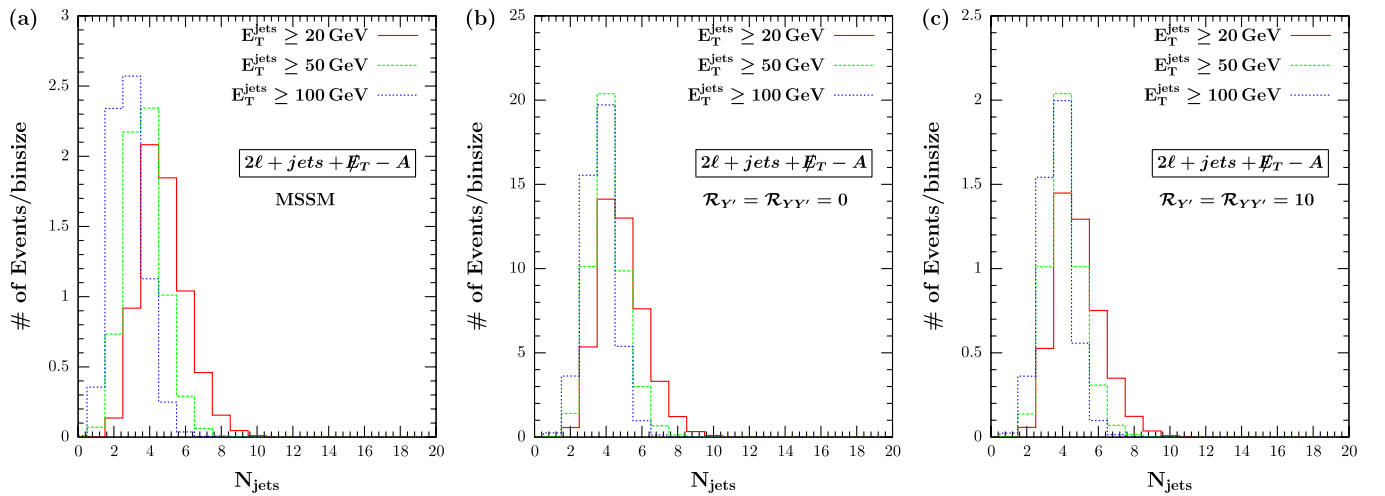 (a)
3
2.5
2
1.5
1
0.5
0
0 2 4 6 8 10 12 14 16 18 20
# of Events/binsize
N_jets
E_T^jets ≥ 20 GeV
E_T^jets ≥ 50 GeV
E_T^jets ≥ 100 GeV
2ℓ + jets + E̸_T − A
MSSM
(b)
25
20
15
10
5
0
0 2 4 6 8 10 12 14 16 18 20
# of Events/binsize
N_jets
E_T^jets ≥ 20 GeV
E_T^jets ≥ 50 GeV
E_T^jets ≥ 100 GeV
2ℓ + jets + E̸_T − A
ℛ_Y′ = ℛ_YY′ = 0
(c)
2.5
2
1.5
1
0.5
0
0 2 4 6 8 10 12 14 16 18 20
# of Events/binsize
N_jets
E_T^jets ≥ 20 GeV
E_T^jets ≥ 50 GeV
E_T^jets ≥ 100 GeV
2ℓ + jets + E̸_T − A
ℛ_Y′ = ℛ_YY′ = 10